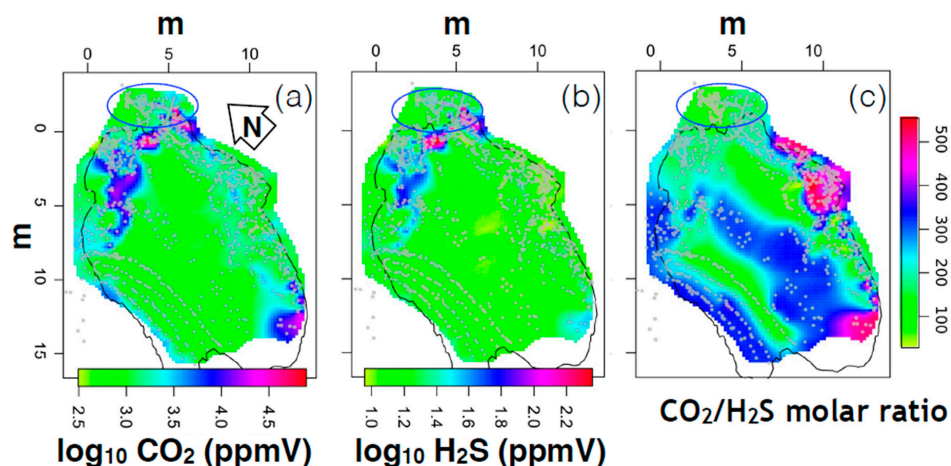 m m
0 5 10 0 5 10 0 5 10
(a) (b) (c)
N
m
0
5
10
15
500
400
300
200
100
2.5 3.0 3.5 4.0 4.5
1.0 1.2 1.4 1.6 1.8 2.0 2.2
log₁₀ CO₂ (ppmV) log₁₀ H₂S (ppmV) CO₂/H₂S molar ratio